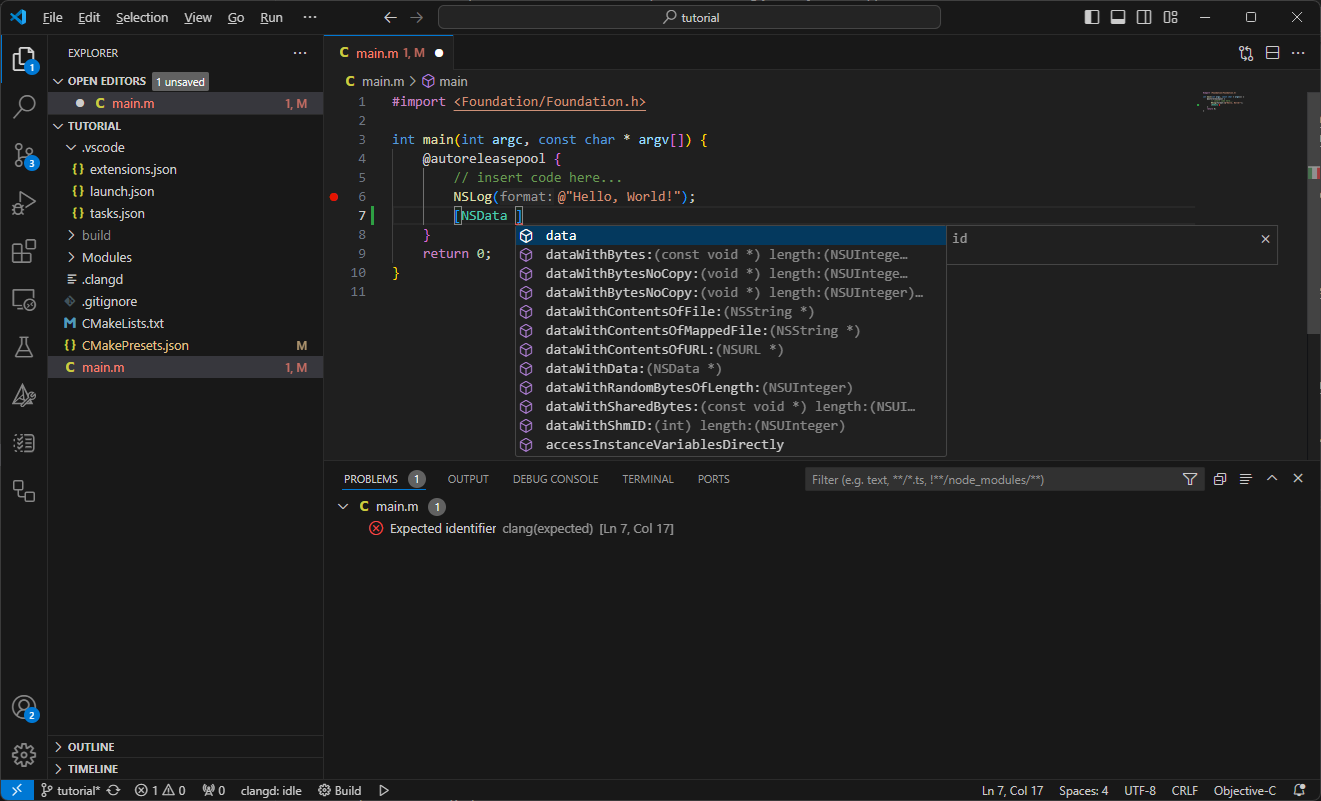 File Edit Selection View Go Run ···
tutorial
EXPLORER
OPEN EDITORS 1 unsaved
C main.m 1, M
TUTORIAL
.vscode
{} extensions.json
{} launch.json
{} tasks.json
build
Modules
.clangd
.gitignore
M CMakeLists.txt
{} CMakePresets.json M
C main.m 1, M
OUTLINE
TIMELINE
1
3
2
C main.m 1, M
C main.m > main
1 #import <Foundation/Foundation.h>
2
3 int main(int argc, const char * argv[]) {
4 @autoreleasepool {
5 // insert code here...
6 NSLog(format: @"Hello, World!");
7 [NSData ]
8 }
9 return 0;
10 }
11
data
dataWithBytes:(const void *) length:(NSUIntege…
dataWithBytesNoCopy:(void *) length:(NSUIntege…
dataWithBytesNoCopy:(void *) length:(NSUInteger)…
dataWithContentsOfFile:(NSString *)
dataWithContentsOfMappedFile:(NSString *)
dataWithContentsOfURL:(NSURL *)
dataWithData:(NSData *)
dataWithRandomBytesOfLength:(NSUInteger)
dataWithSharedBytes:(const void *) length:(NSUI…
dataWithShmID:(int) length:(NSUInteger)
accessInstanceVariablesDirectly
id
PROBLEMS 1 OUTPUT DEBUG CONSOLE TERMINAL PORTS
Filter (e.g. text, **/*.ts, !**/node_modules/**)
C main.m 1
Expected identifier clang(expected) [Ln 7, Col 17]
tutorial* 1 0 0 clangd: idle Build
Ln 7, Col 17 Spaces: 4 UTF-8 CRLF Objective-C